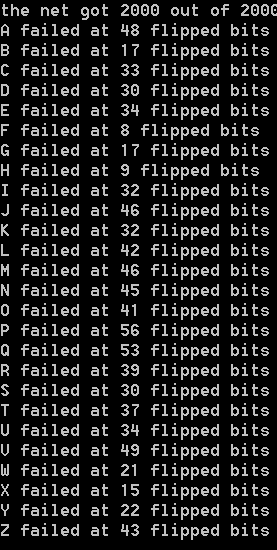 the net got 2000 out of 2000
A failed at 48 flipped bits
B failed at 17 flipped bits
C failed at 33 flipped bits
D failed at 30 flipped bits
E failed at 34 flipped bits
F failed at 8 flipped bits
G failed at 17 flipped bits
H failed at 9 flipped bits
I failed at 32 flipped bits
J failed at 46 flipped bits
K failed at 32 flipped bits
L failed at 42 flipped bits
M failed at 46 flipped bits
N failed at 45 flipped bits
O failed at 41 flipped bits
P failed at 56 flipped bits
Q failed at 53 flipped bits
R failed at 39 flipped bits
S failed at 30 flipped bits
T failed at 37 flipped bits
U failed at 34 flipped bits
V failed at 49 flipped bits
W failed at 21 flipped bits
X failed at 15 flipped bits
Y failed at 22 flipped bits
Z failed at 43 flipped bits